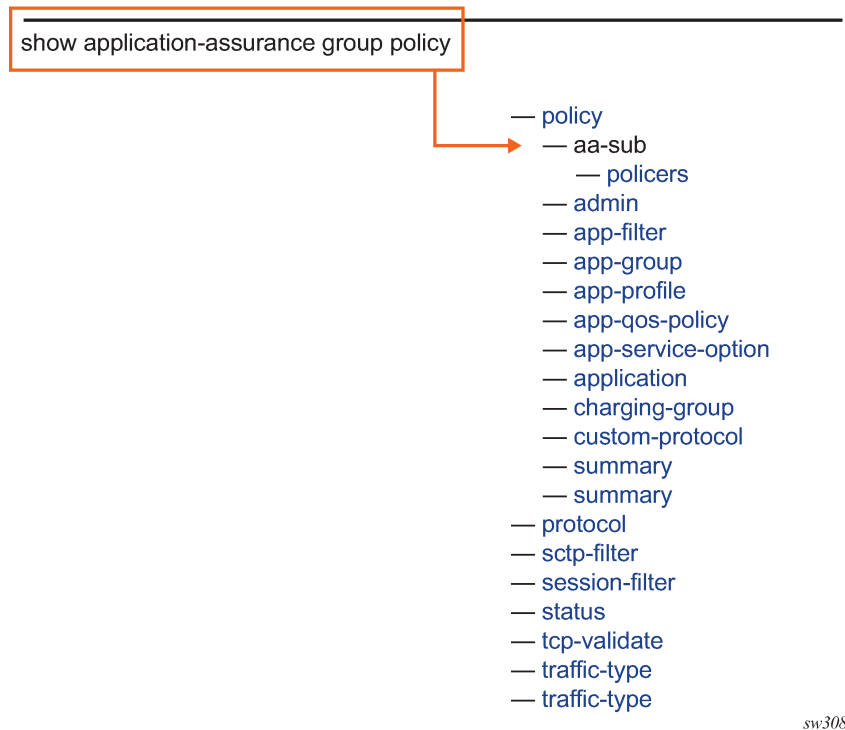 show application-assurance group policy
— policy
— aa-sub
— policers
— admin
— app-filter
— app-group
— app-profile
— app-qos-policy
— app-service-option
— application
— charging-group
— custom-protocol
— summary
— summary
— protocol
— sctp-filter
— session-filter
— status
— tcp-validate
— traffic-type
— traffic-type
sw308